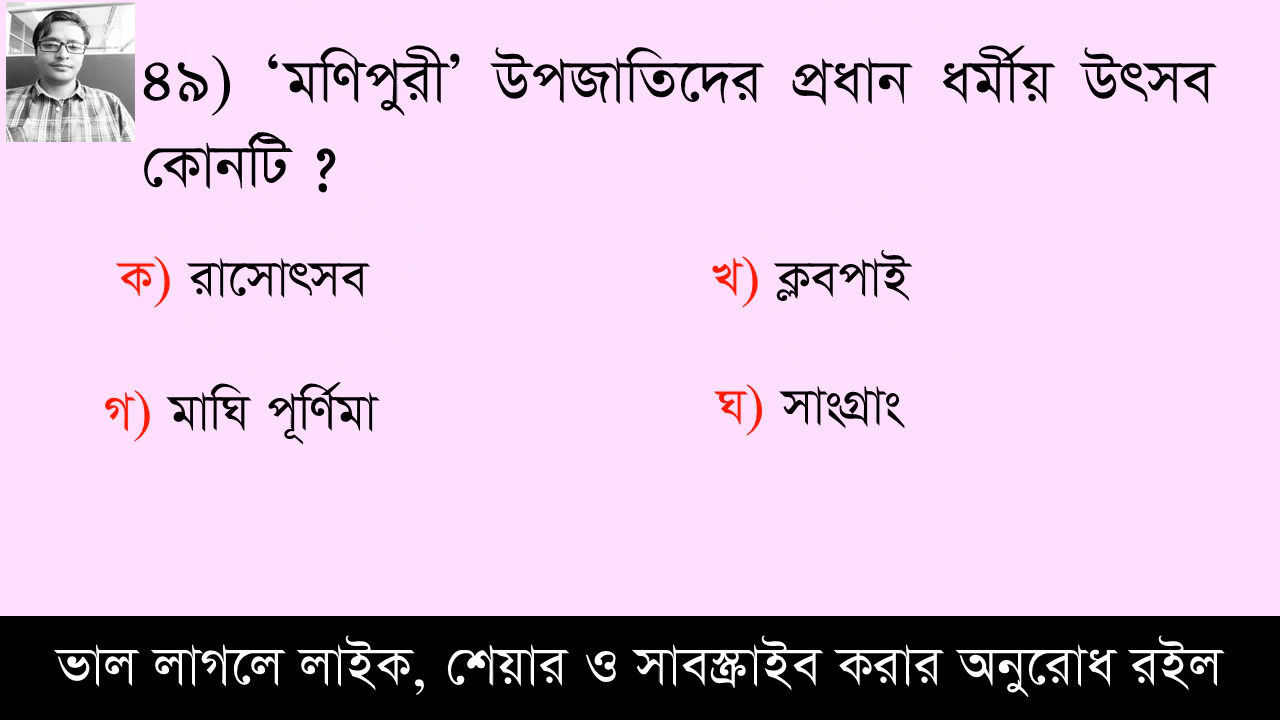 ৪৯) ‘মণিপুরী’ উপজাতিদের প্রধান ধর্মীয় উৎসব
কোনটি ?
ক) রাসোৎসব
খ) ক্লবপাই
গ) মাঘি পূর্ণিমা
ঘ) সাংগ্রাং
ভাল লাগলে লাইক, শেয়ার ও সাবস্ক্রাইব করার অনুরোধ রইল